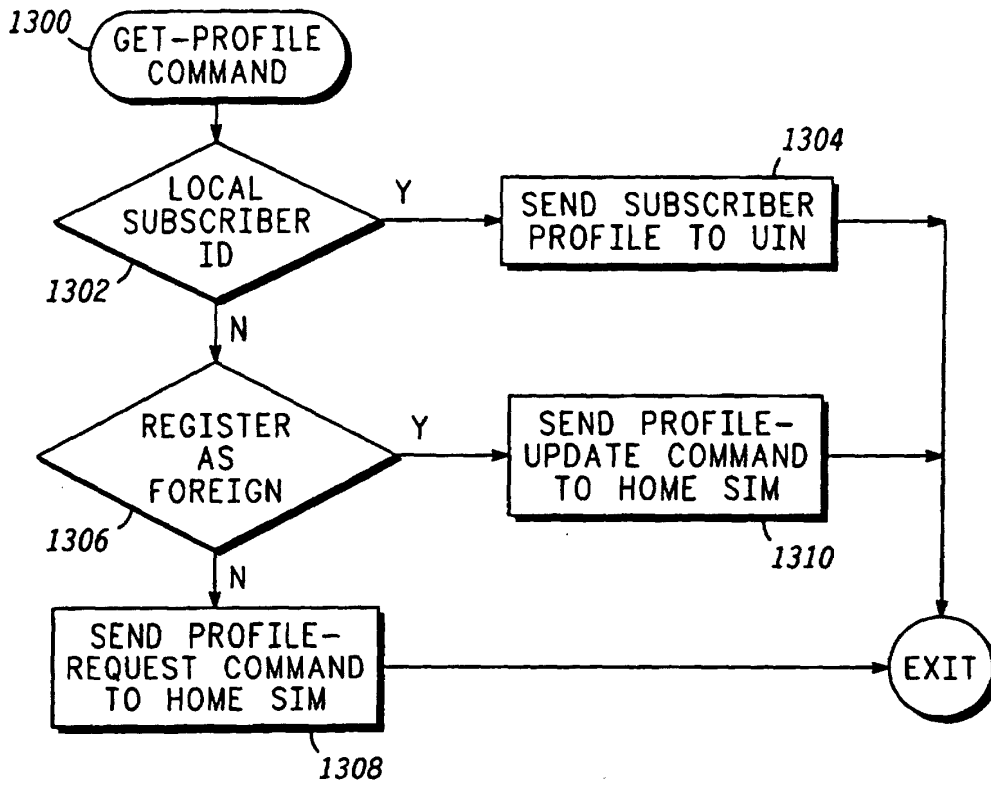 1300
GET-PROFILE
COMMAND
LOCAL
SUBSCRIBER
ID
1302
Y
1304
SEND SUBSCRIBER
PROFILE TO UIN
N
REGISTER
AS
FOREIGN
1306
Y
SEND PROFILE-
UPDATE COMMAND
TO HOME SIM
1310
N
SEND PROFILE-
REQUEST COMMAND
TO HOME SIM
1308
EXIT